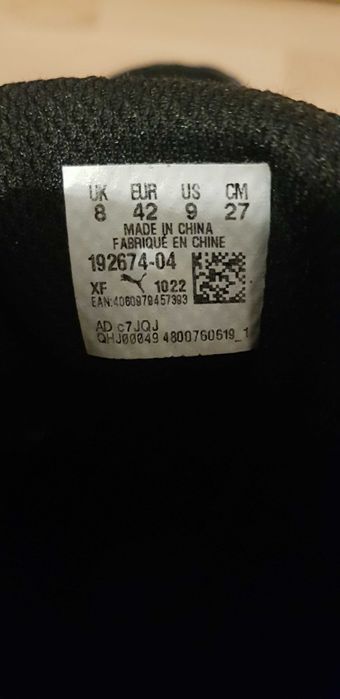 UK EUR US CM
8 42 9 27
MADE IN CHINA
FABRIQUÉ EN CHINE
192674-04
XF 1022
EAN:4060979457393
AD c7JQJ
QHJ00049 4800760619_1